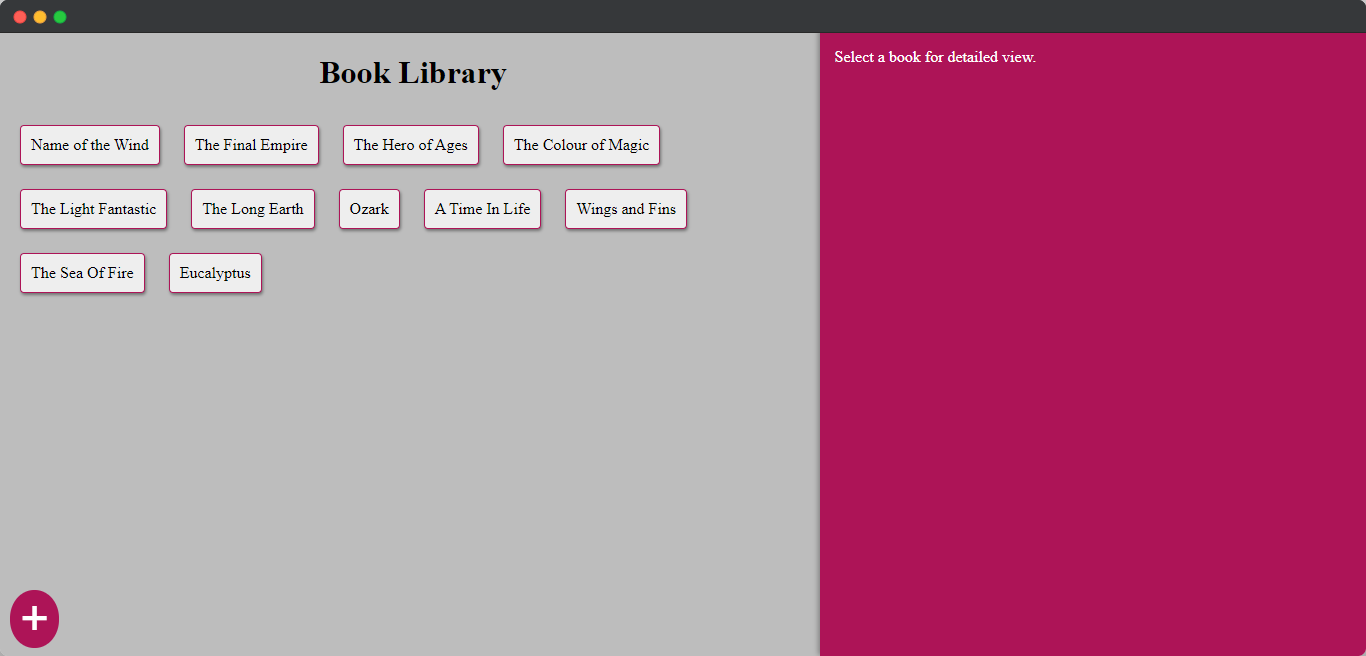 Book Library
Select a book for detailed view.
Name of the Wind
The Final Empire
The Hero of Ages
The Colour of Magic
The Light Fantastic
The Long Earth
Ozark
A Time In Life
Wings and Fins
The Sea Of Fire
Eucalyptus
+